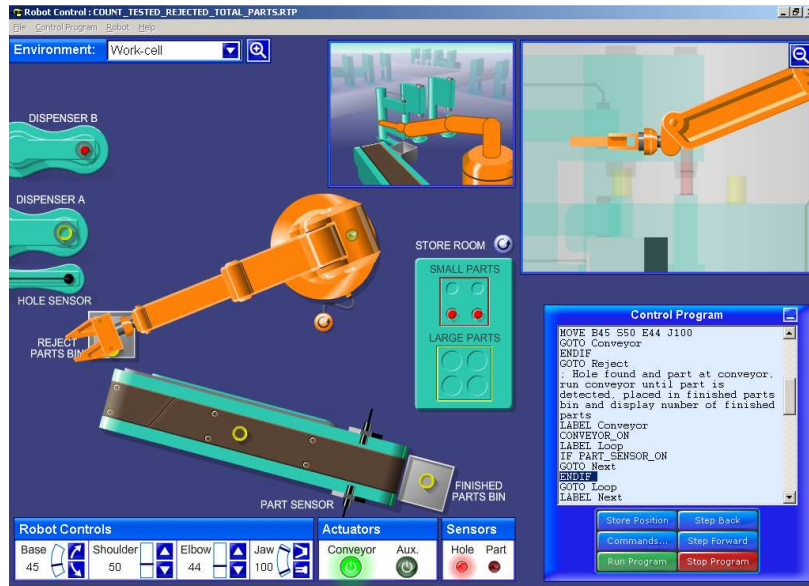 Robot Control : COUNT_TESTED_REJECTED_TOTAL_PARTS.RTP
File Control Program Robot Help
Environment: Work-cell
DISPENSER B
DISPENSER A
HOLE SENSOR
REJECT
PARTS BIN
STORE ROOM
SMALL PARTS
LARGE PARTS
PART SENSOR
FINISHED
PARTS BIN
Control Program
MOVE B45 S50 E44 J100
GOTO Conveyor
ENDIF
GOTO Reject
; Hole found and part at conveyor,
run conveyor until part is
detected, placed in finished parts
bin and display number of finished
parts
LABEL Conveyor
CONVEYOR_ON
LABEL Loop
IF PART_SENSOR_ON
GOTO Next
ENDIF
GOTO Loop
LABEL Next
Store Position Step Back
Commands... Step Forward
Run Program Stop Program
Robot Controls Actuators Sensors
Base Shoulder Elbow Jaw Conveyor Aux. Hole Part
45 50 44 100